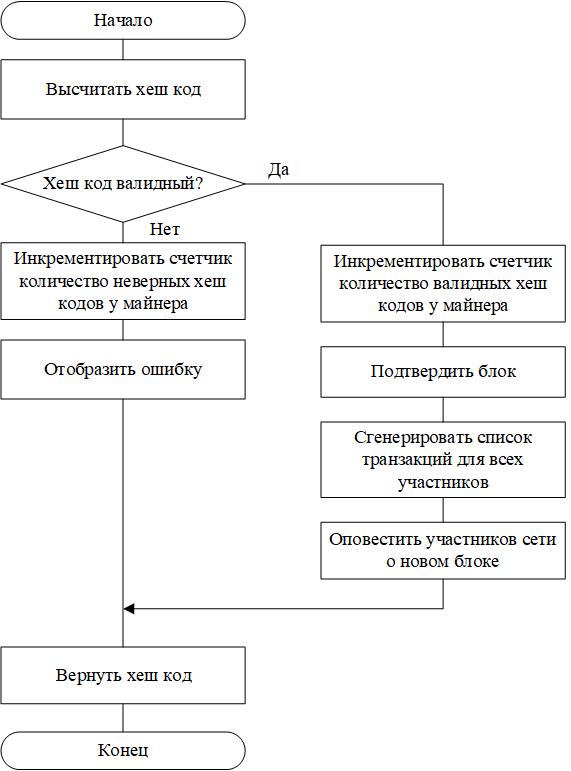 Начало
Высчитать хеш код
Хеш код валидный?
Да
Нет
Инкрементировать счетчик
количество неверных хеш
кодов у майнера
Отобразить ошибку
Инкрементировать счетчик
количество валидных хеш
кодов у майнера
Подтвердить блок
Сгенерировать список
транзакций для всех
участников
Оповестить участников сети
о новом блоке
Вернуть хеш код
Конец